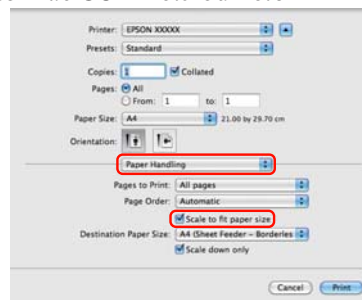 Printer: EPSON XXXXX
Presets: Standard
Copies: 1 Collated
Pages: All
From: 1 to: 1
Paper Size: A4 21.00 by 29.70 cm
Orientation:
Paper Handling
Pages to Print: All pages
Page Order: Automatic
Scale to fit paper size
Destination Paper Size: A4 (Sheet Feeder - Borderles
Scale down only
Cancel Print